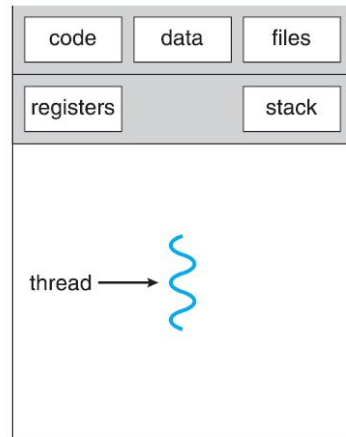 code data files
registers stack
thread